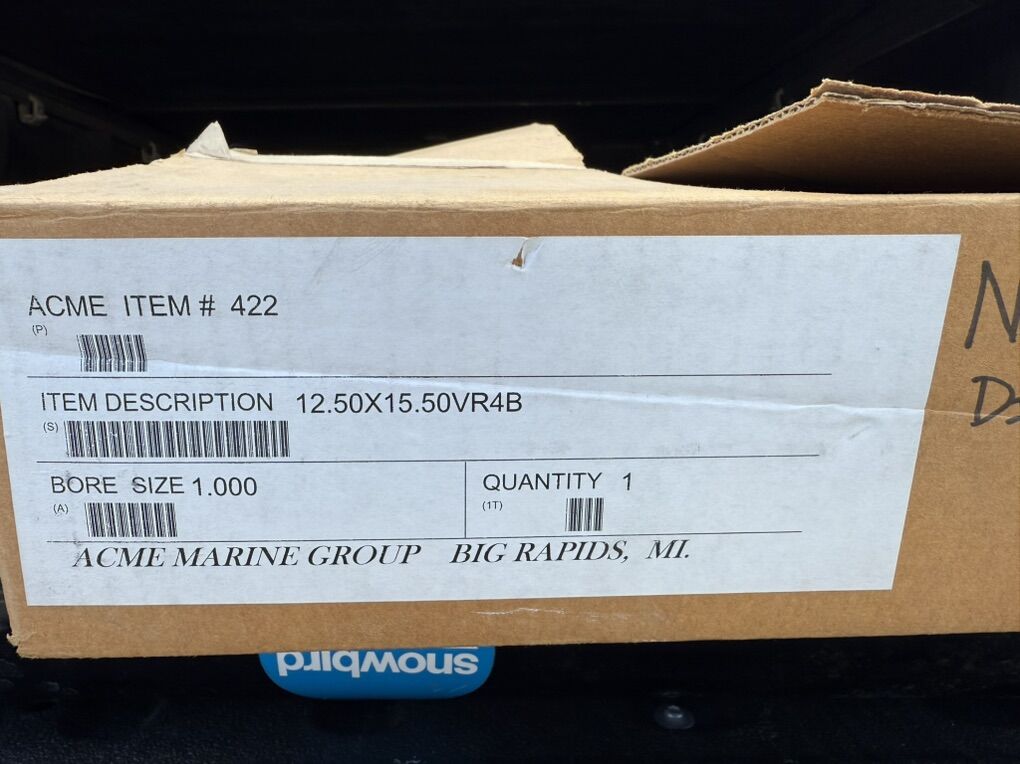 ACME ITEM # 422
(P)
ITEM DESCRIPTION 12.50X15.50VR4B
(S)
BORE SIZE 1.000
(A)
QUANTITY 1
(1T)
ACME MARINE GROUP BIG RAPIDS, MI.
snowbird